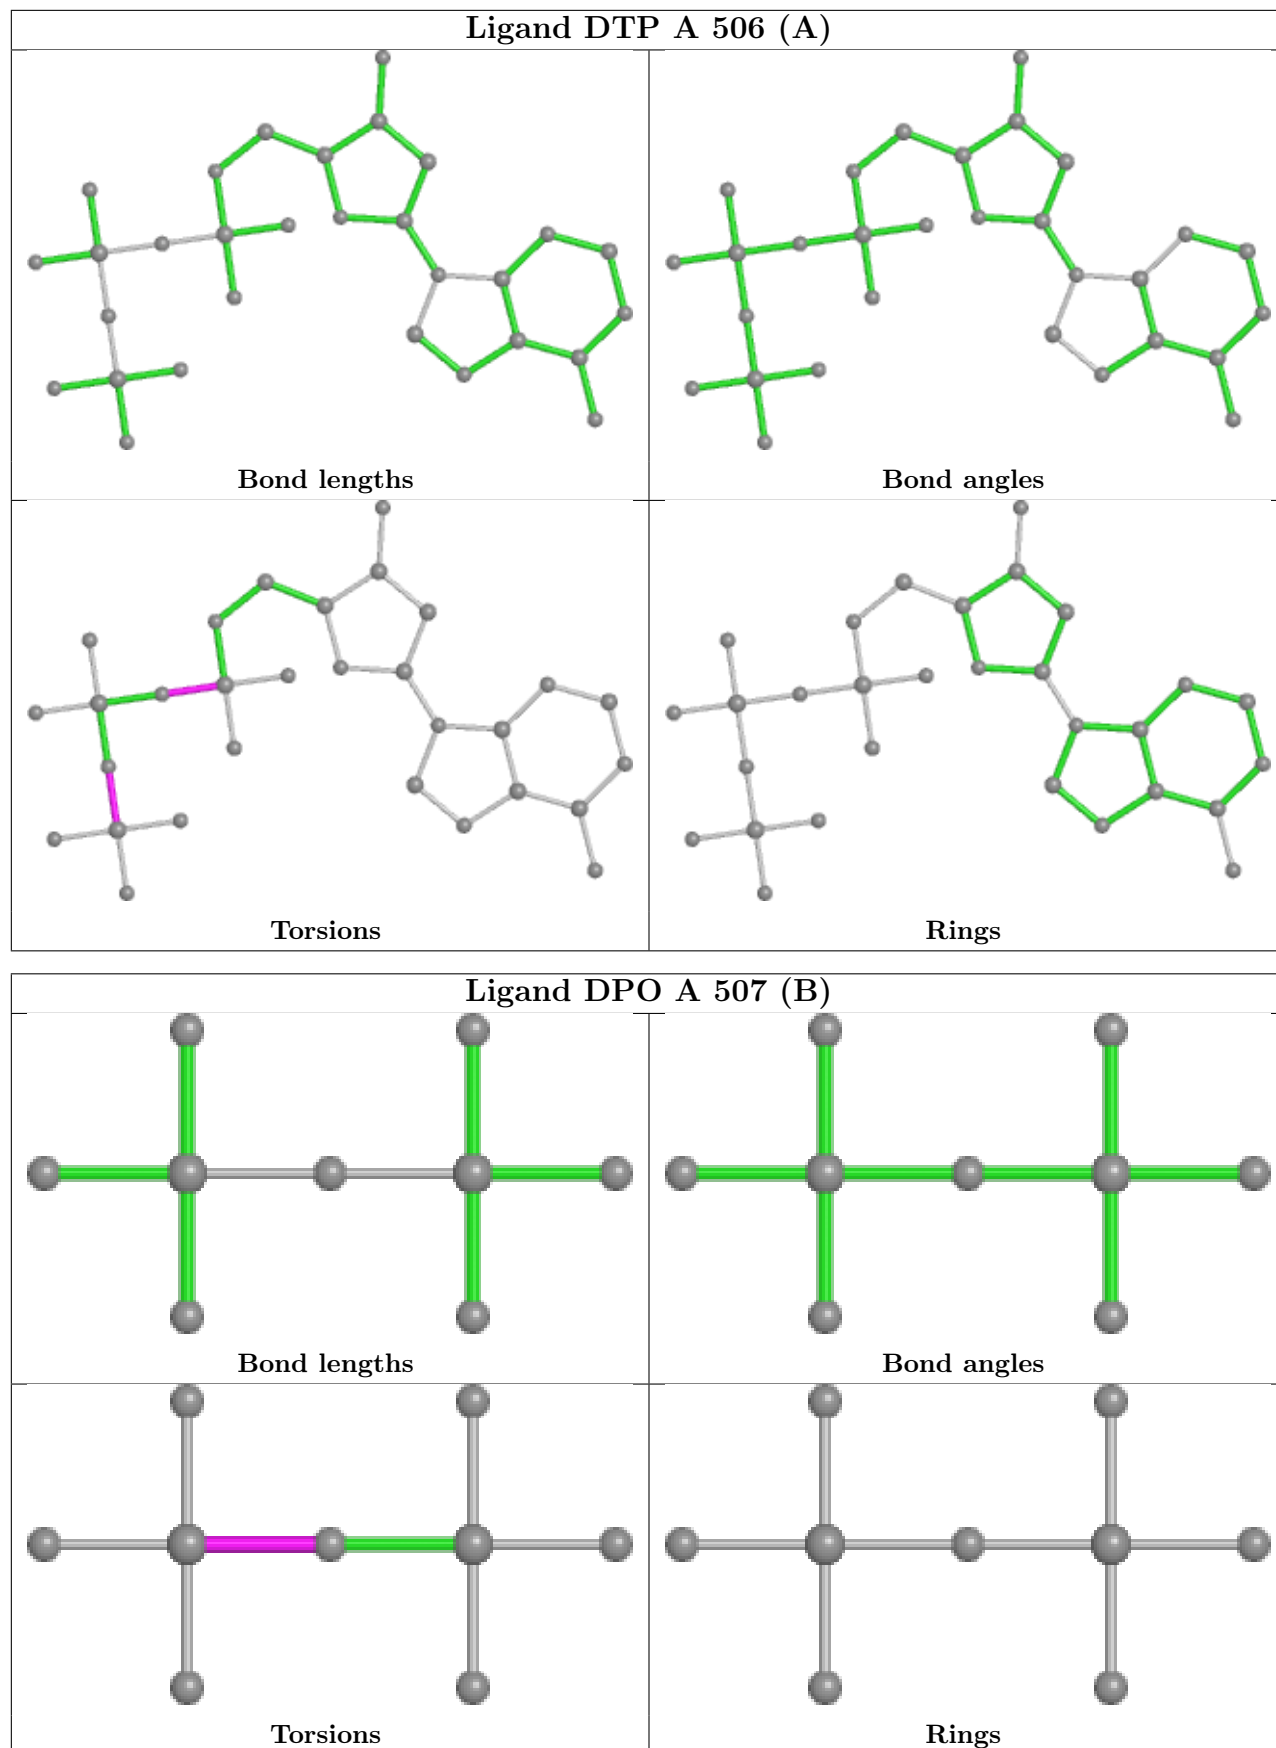 Ligand DTP A 506 (A)
Bond lengths
Bond angles
Torsions
Rings
Ligand DPO A 507 (B)
Bond lengths
Bond angles
Torsions
Rings